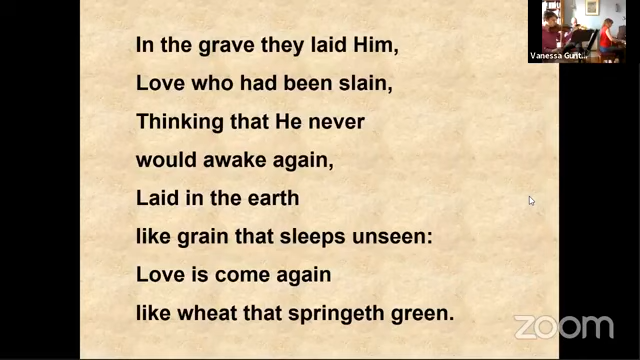 In the grave they laid Him,
Love who had been slain,
Thinking that He never
would awake again,
Laid in the earth
like grain that sleeps unseen:
Love is come again
like wheat that springeth green.
Vanessa Gunt...
zoom